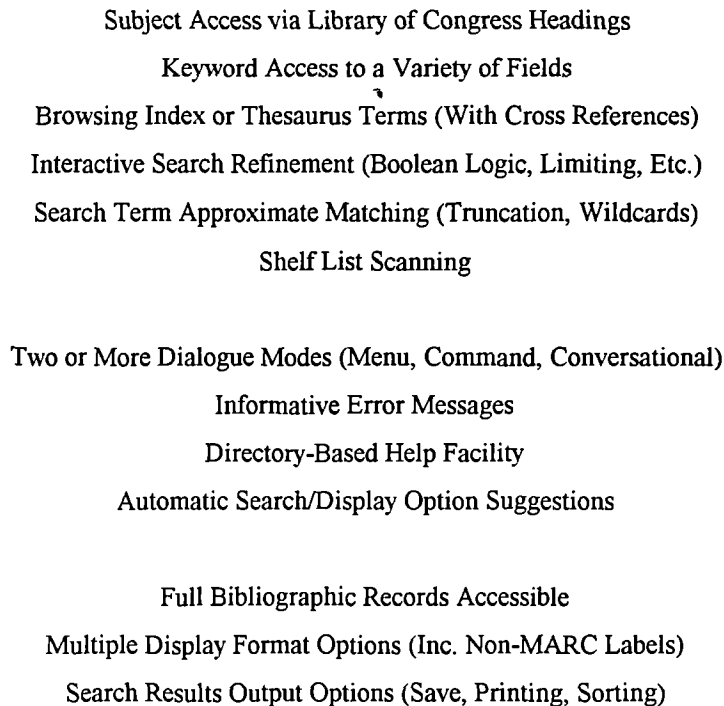 Subject Access via Library of Congress Headings
Keyword Access to a Variety of Fields
Browsing Index or Thesaurus Terms (With Cross References)
Interactive Search Refinement (Boolean Logic, Limiting, Etc.)
Search Term Approximate Matching (Truncation, Wildcards)
Shelf List Scanning
Two or More Dialogue Modes (Menu, Command, Conversational)
Informative Error Messages
Directory-Based Help Facility
Automatic Search/Display Option Suggestions
Full Bibliographic Records Accessible
Multiple Display Format Options (Inc. Non-MARC Labels)
Search Results Output Options (Save, Printing, Sorting)